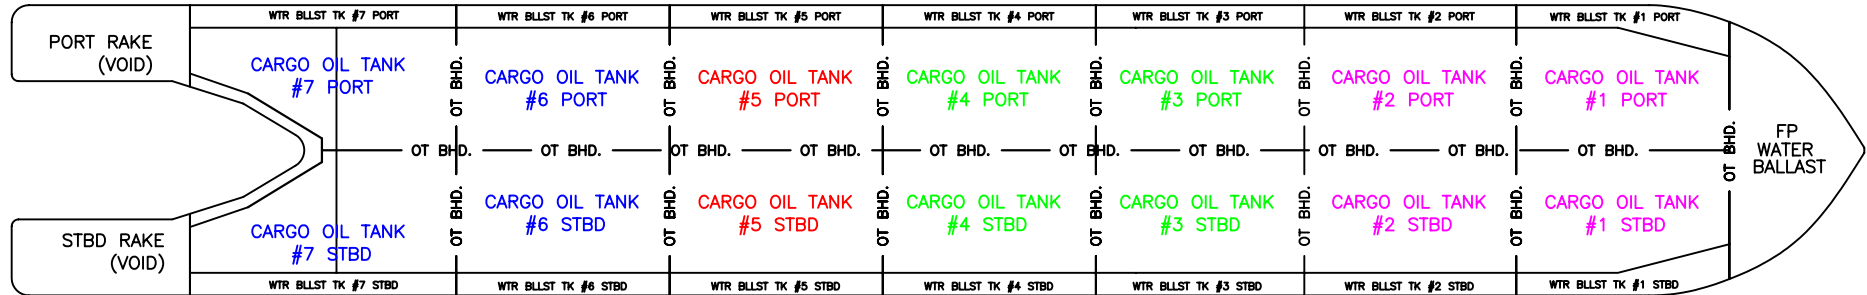 WTR BLLST TK #7 PORT
WTR BLLST TK #6 PORT
WTR BLLST TK #5 PORT
WTR BLLST TK #4 PORT
WTR BLLST TK #3 PORT
WTR BLLST TK #2 PORT
WTR BLLST TK #1 PORT
PORT RAKE
(VOID)
CARGO OIL TANK
#7 PORT
OT BHD.
CARGO OIL TANK
#6 PORT
OT BHD.
CARGO OIL TANK
#5 PORT
OT BHD.
CARGO OIL TANK
#4 PORT
OT BHD.
CARGO OIL TANK
#3 PORT
OT BHD.
CARGO OIL TANK
#2 PORT
OT BHD.
CARGO OIL TANK
#1 PORT
OT BHD.
OT BHD.
OT BHD.
OT BHD.
OT BHD.
OT BHD.
OT BHD.
OT BHD.
OT BHD.
OT BHD.
OT BHD.
FP
WATER
BALLAST
STBD RAKE
(VOID)
CARGO OIL TANK
#7 STBD
OT BHD.
CARGO OIL TANK
#6 STBD
OT BHD.
CARGO OIL TANK
#5 STBD
OT BHD.
CARGO OIL TANK
#4 STBD
OT BHD.
CARGO OIL TANK
#3 STBD
OT BHD.
CARGO OIL TANK
#2 STBD
OT BHD.
CARGO OIL TANK
#1 STBD
WTR BLLST TK #7 STBD
WTR BLLST TK #6 STBD
WTR BLLST TK #5 STBD
WTR BLLST TK #4 STBD
WTR BLLST TK #3 STBD
WTR BLLST TK #2 STBD
WTR BLLST TK #1 STBD